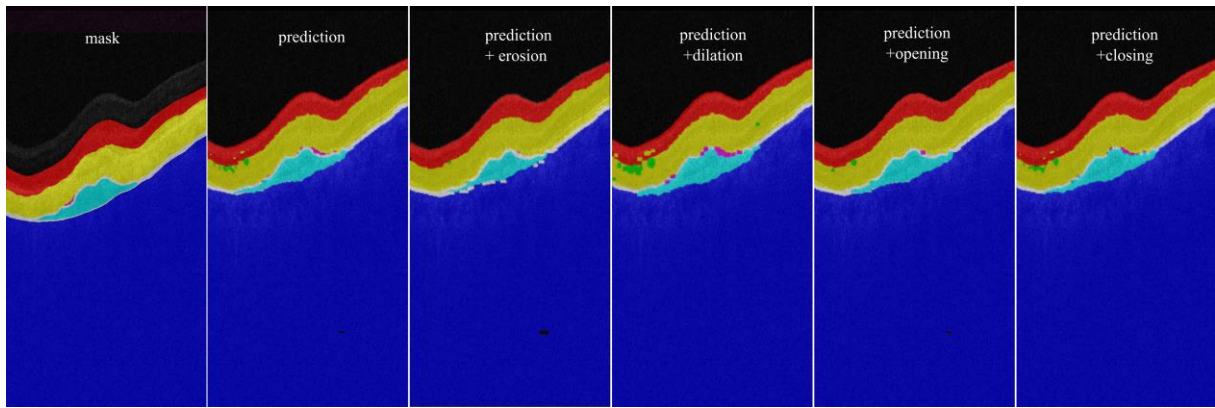 mask
prediction
prediction
+ erosion
prediction
+dilation
prediction
+opening
prediction
+closing